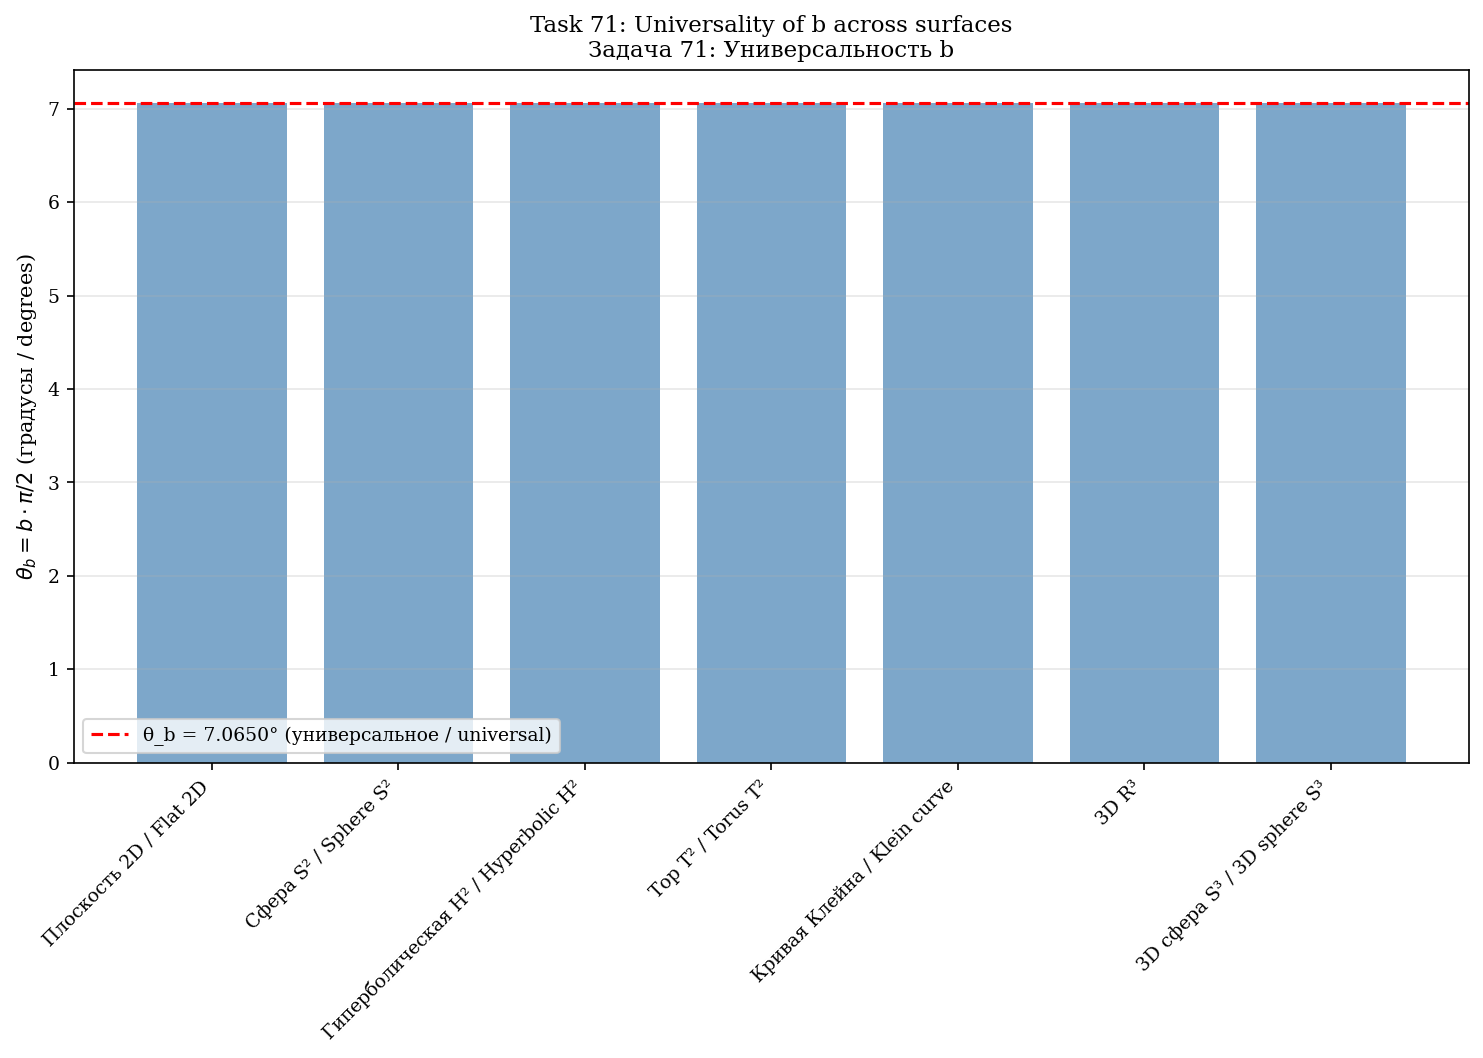 Task 71: Universality of b across surfaces
Задача 71: Универсальность b
θ_b = b · π/2 (градусы / degrees)
7
6
5
4
3
2
1
0
θ_b = 7.0650° (универсальное / universal)
Плоскость 2D / Flat 2D
Сфера S² / Sphere S²
Гиперболическая H² / Hyperbolic H²
Тор T² / Torus T²
Кривая Клейна / Klein curve
3D R³
3D сфера S³ / 3D sphere S³